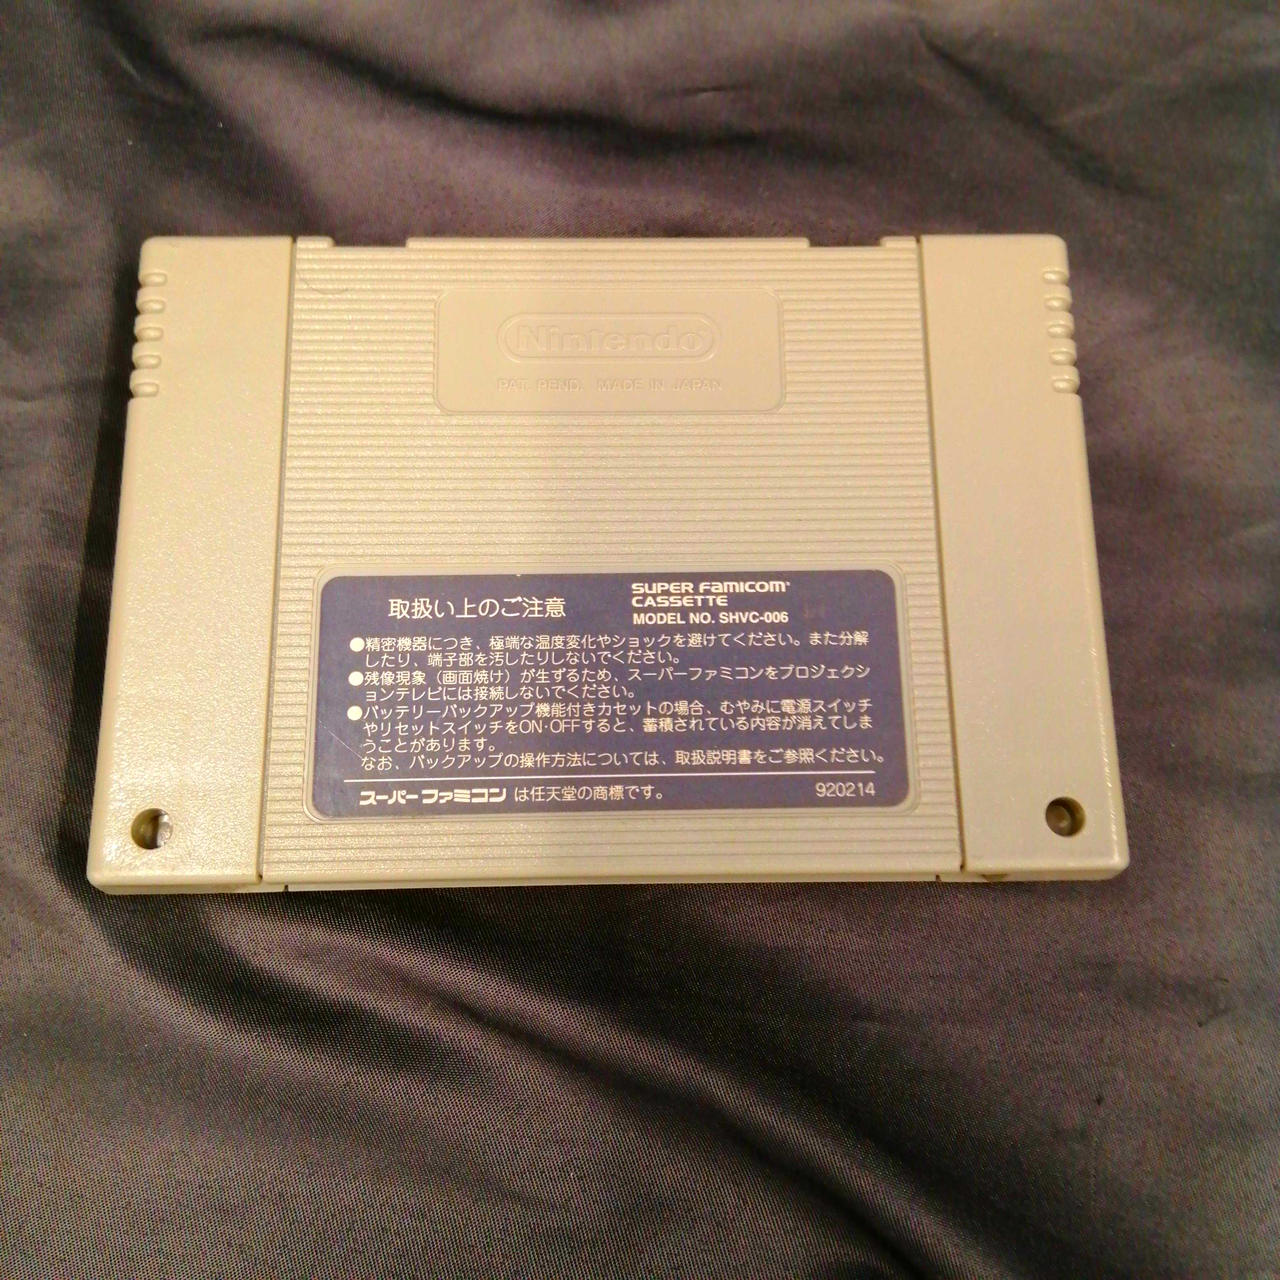 Nintendo
PAT. PEND. MADE IN JAPAN
取扱い上のご注意
SUPER FAMICOM
CASSETTE
MODEL NO. SHVC-006
●精密機器につき、極端な温度変化やショックを避けてください。また分解
したり、端子部を汚したりしないでください。
●残像現象（画面焼け）が生ずるため、スーパーファミコンをプロジェクシ
ョンテレビには接続しないでください。
●バッテリーバックアップ機能付きカセットの場合、むやみに電源スイッチ
やリセットスイッチをON・OFFすると、蓄積されている内容が消えてしま
うことがあります。
なお、バックアップの操作方法については、取扱説明書をご参照ください。
スーパーファミコン は任天堂の商標です。
920214